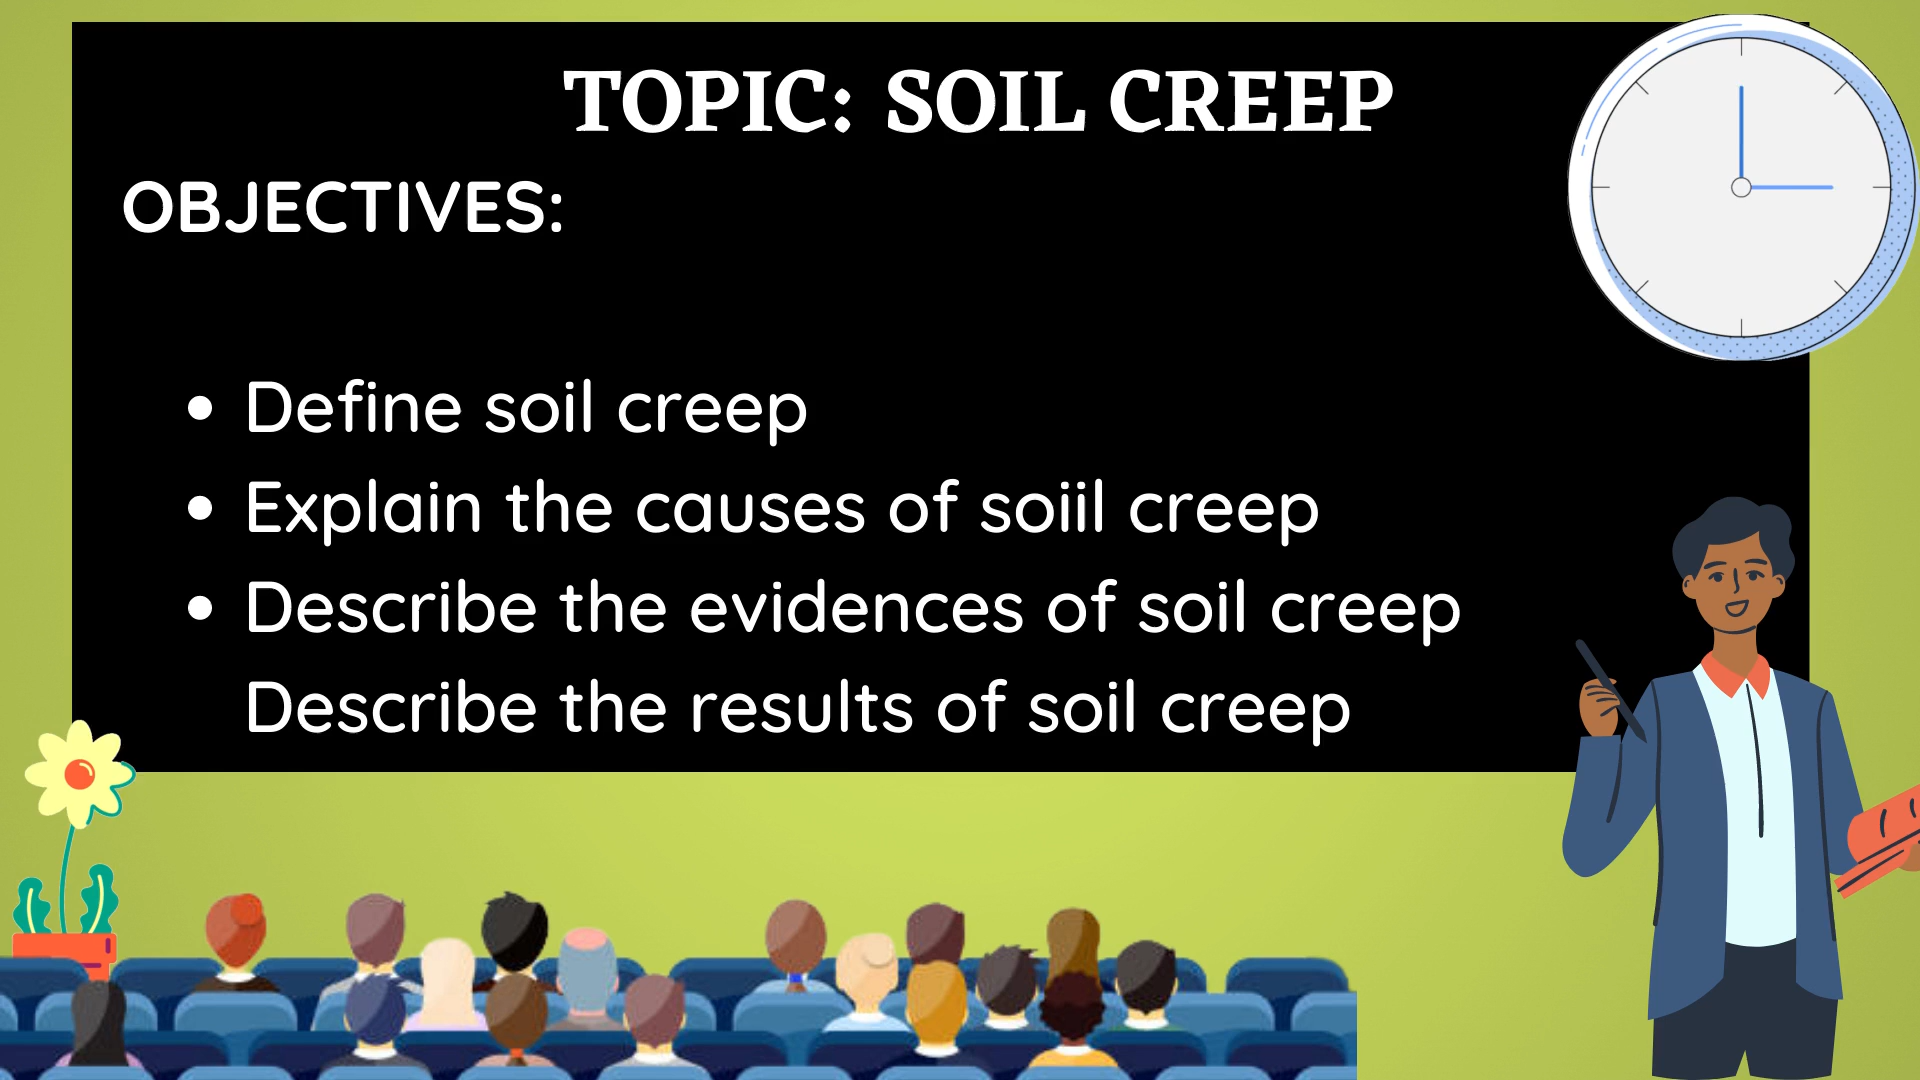 TOPIC: SOIL CREEP
OBJECTIVES:
• Define soil creep
• Explain the causes of soiil creep
• Describe the evidences of soil creep
Describe the results of soil creep